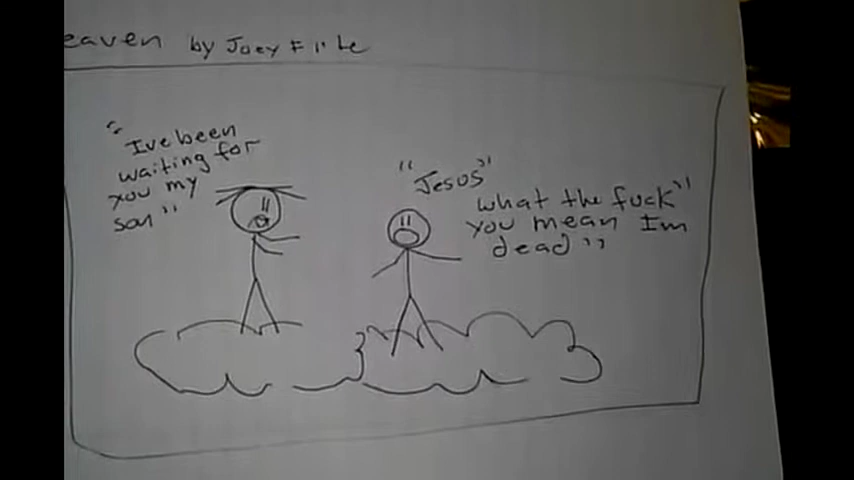 eaven by Joey
"Ive been
waiting for
you my
son"
"Jesus"
what the fuck"
you mean Im
dead"